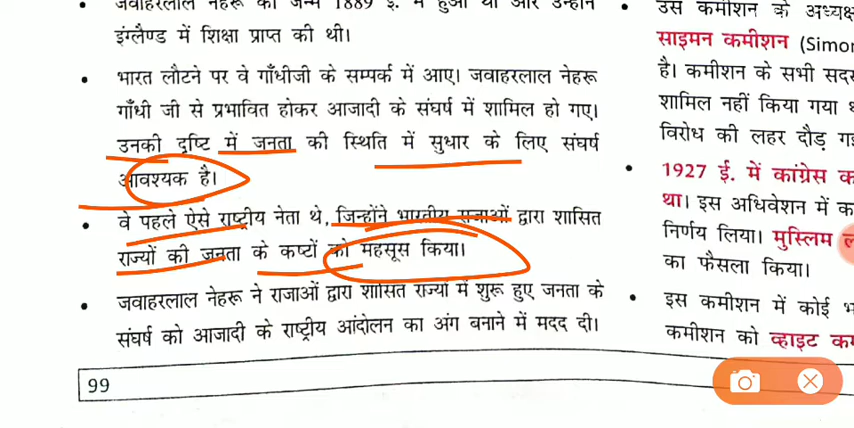 जवाहरलाल नेहरू का जन्म 1889 ई. में हुआ था और उन्होंने
इंग्लैण्ड में शिक्षा प्राप्त की थी।
भारत लौटने पर वे गाँधीजी के सम्पर्क में आए। जवाहरलाल नेहरू
गाँधी जी से प्रभावित होकर आजादी के संघर्ष में शामिल हो गए।
उनकी दृष्टि में जनता की स्थिति में सुधार के लिए संघर्ष
आवश्यक है।
वे पहले ऐसे राष्ट्रीय नेता थे, जिन्होंने भारतीय राजाओं द्वारा शासित
राज्यों की जनता के कष्टों को महसूस किया।
जवाहरलाल नेहरू ने राजाओं द्वारा शासित राज्यों में शुरू हुए जनता के
संघर्ष को आजादी के राष्ट्रीय आंदोलन का अंग बनाने में मदद दी।
99
उस कमीशन के अध्यक्ष
साइमन कमीशन (Simo
है। कमीशन के सभी सद
शामिल नहीं किया गया
विरोध की लहर दौड़
1927 ई. में कांग्रेस
था। इस अधिवेशन में
निर्णय लिया। मुस्लिम
का फैसला किया।
इस कमीशन में कोई
कमीशन को व्हाइट